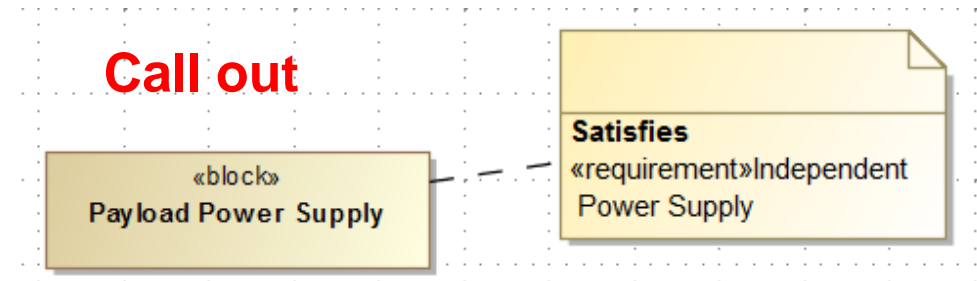 Call out
«block»
Payload Power Supply
Satisfies
«requirement»Independent
Power Supply